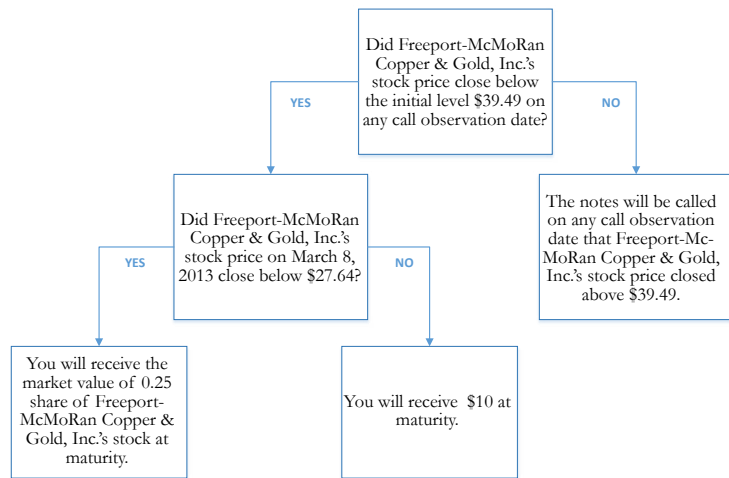 Did Freeport-McMoRan
Copper & Gold, Inc.'s
stock price close below
the initial level $39.49 on
any call observation date?
YES
NO
Did Freeport-McMoRan
Copper & Gold, Inc.'s
stock price on March 8,
2013 close below $27.64?
The notes will be called
on any call observation
date that Freeport-Mc-
MoRan Copper & Gold,
Inc.'s stock price closed
above $39.49.
YES
NO
You will receive the
market value of 0.25
share of Freeport-
McMoRan Copper &
Gold, Inc.'s stock at
maturity.
You will receive $10 at
maturity.